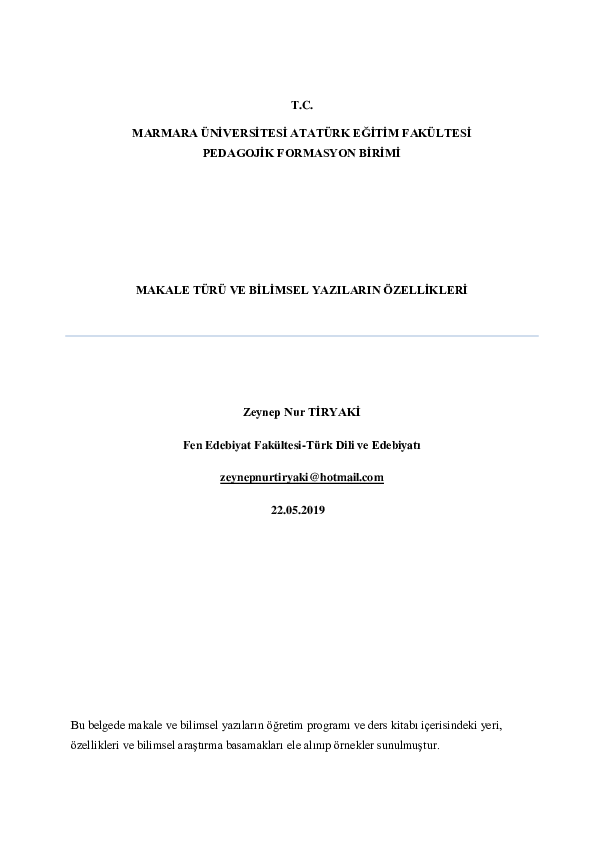 T.C.
MARMARA ÜNİVERSİTESİ ATATÜRK EĞİTİM FAKÜLTESİ
PEDAGOJİK FORMASYON BİRİMİ
MAKALE TÜRÜ VE BİLİMSEL YAZILARIN ÖZELLİKLERİ
Zeynep Nur TİRYAKİ
Fen Edebiyat Fakültesi-Türk Dili ve Edebiyatı
zeynepnurtiryaki@hotmail.com
22.05.2019
Bu belgede makale ve bilimsel yazıların öğretim programı ve ders kitabı içerisindeki yeri,
özellikleri ve bilimsel araştırma basamakları ele alınıp örnekler sunulmuştur.